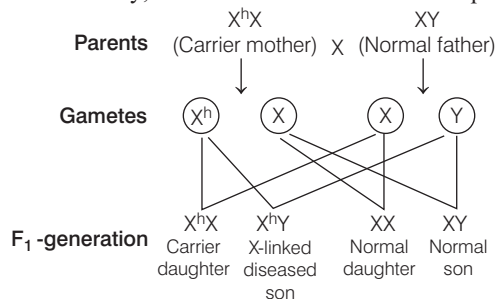 XʰX XY
Parents (Carrier mother) X (Normal father)
Gametes Xʰ X X Y
XʰX XʰY XX XY
F₁-generation Carrier X-linked Normal Normal
daughter diseased daughter son
son